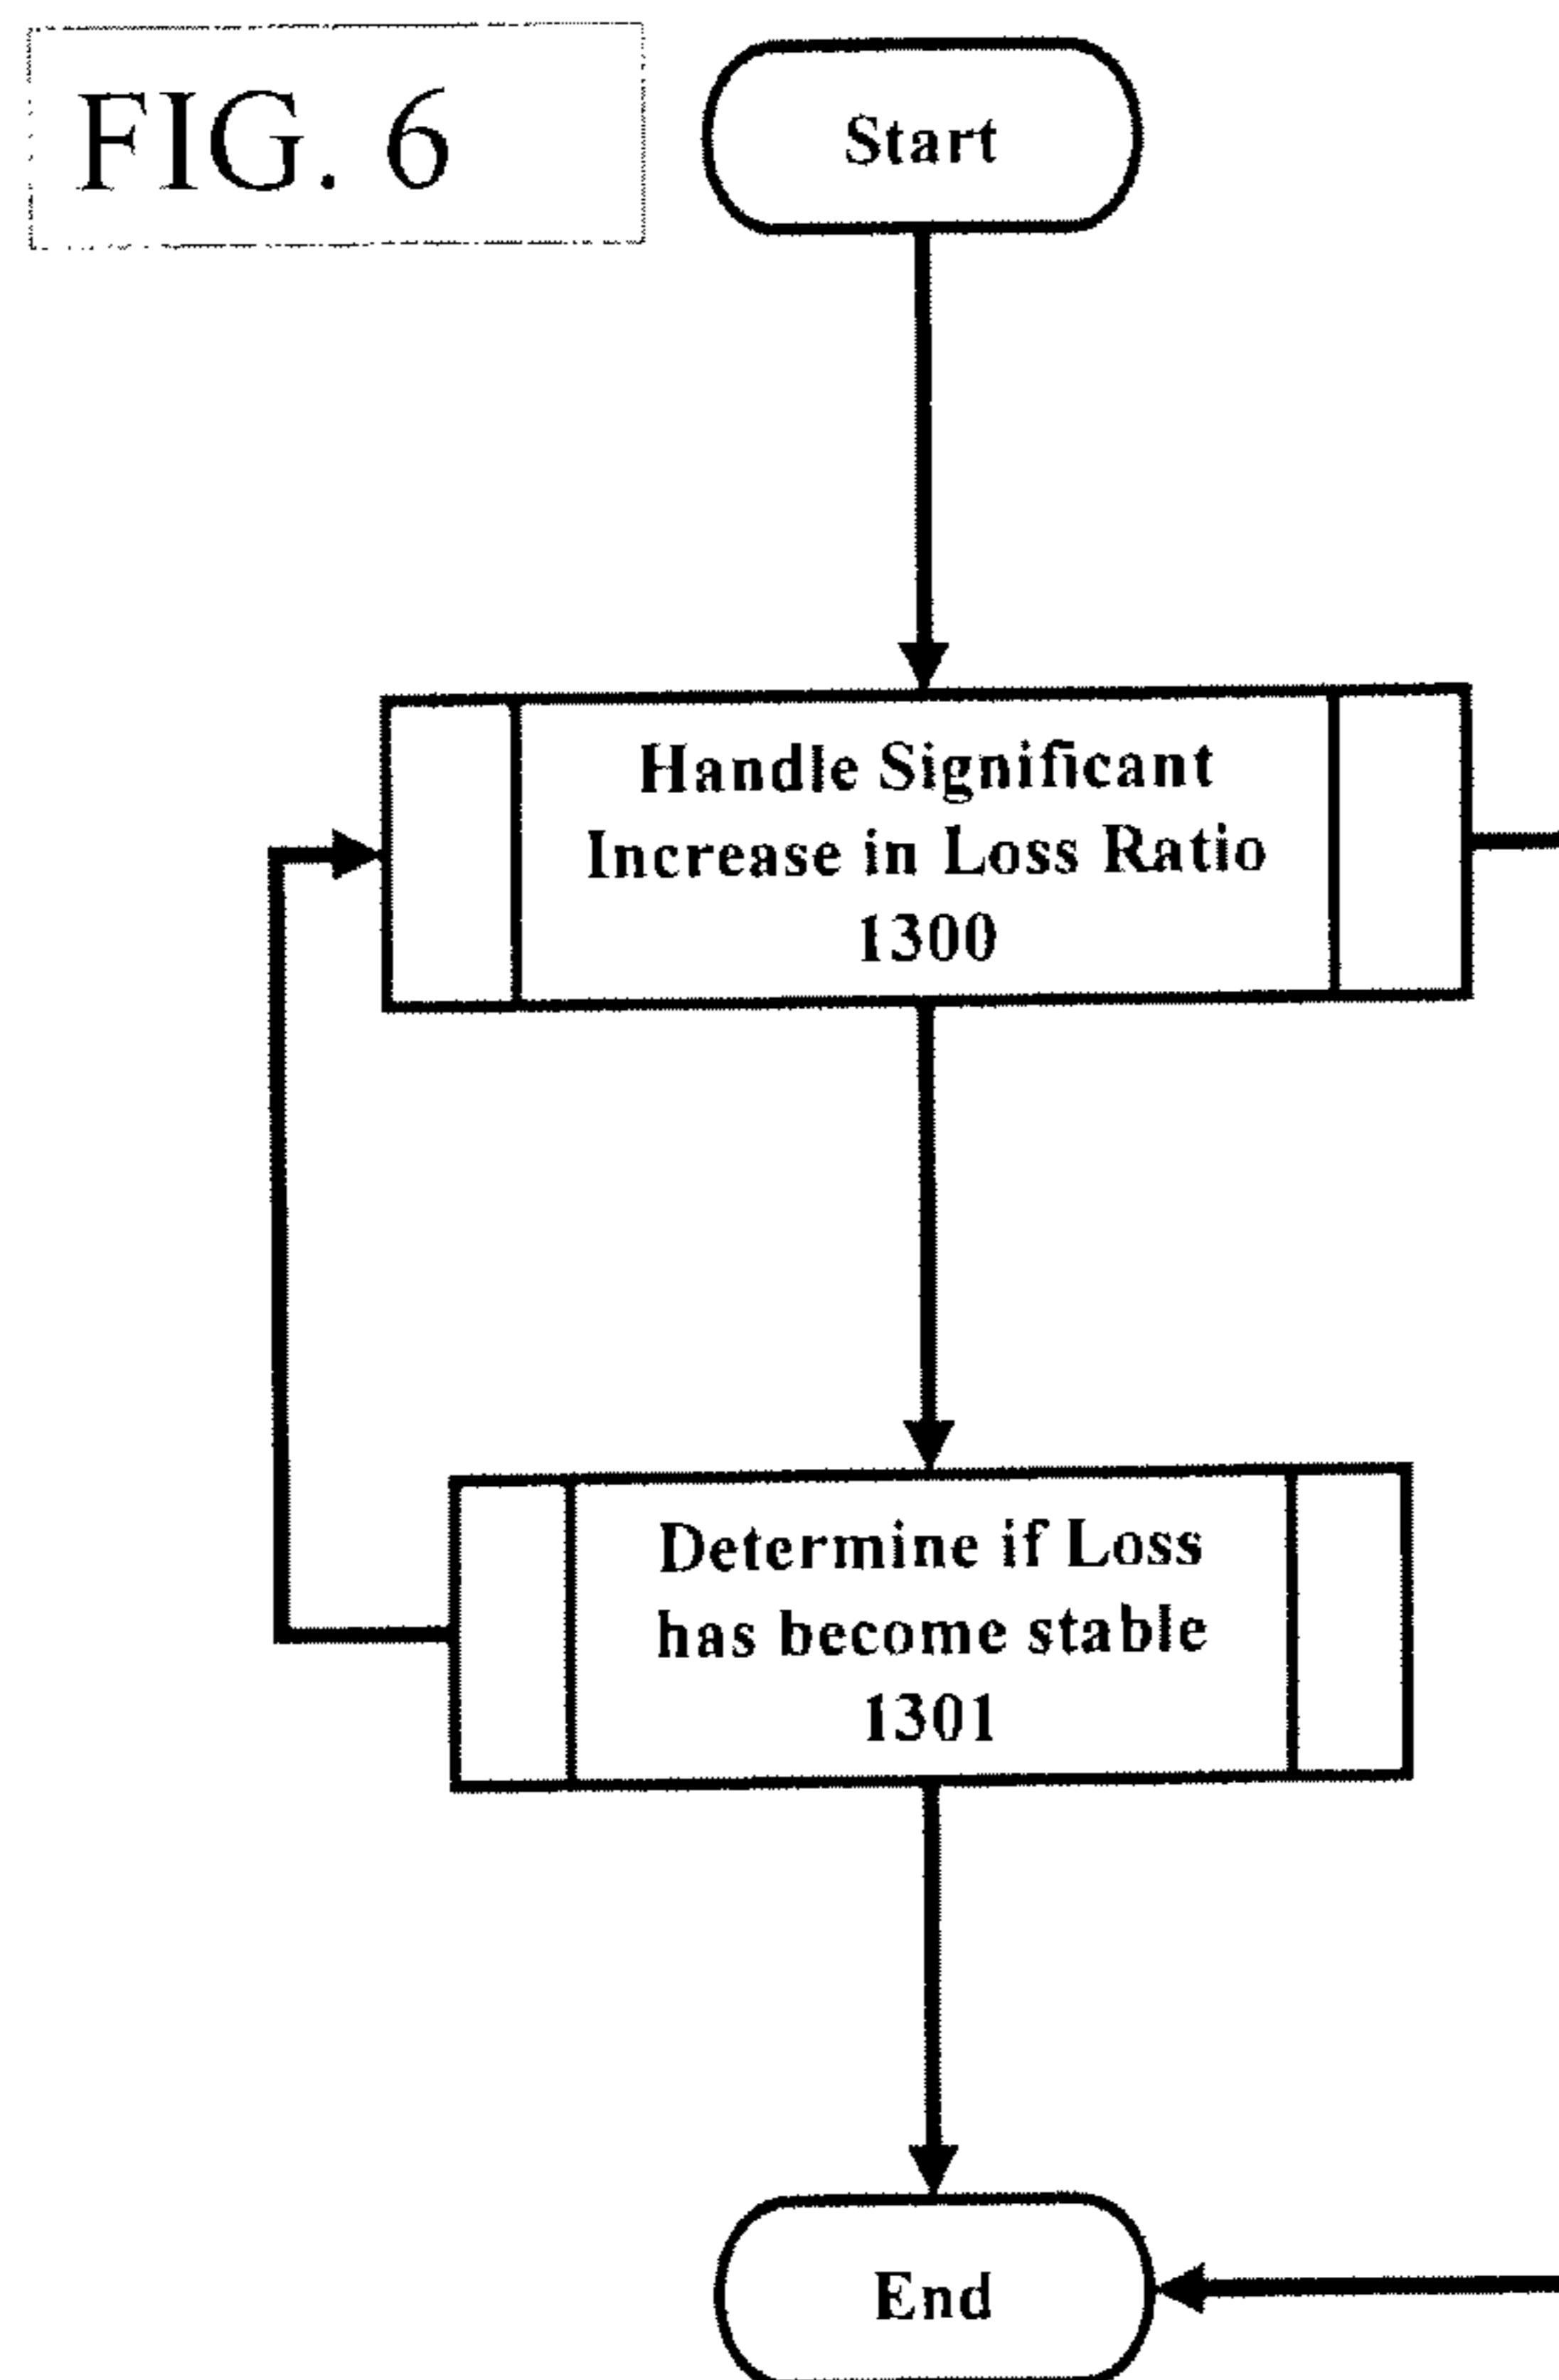 FIG. 6
Start
Handle Significant
Increase in Loss Ratio
1300
Determine if Loss
has become stable
1301
End